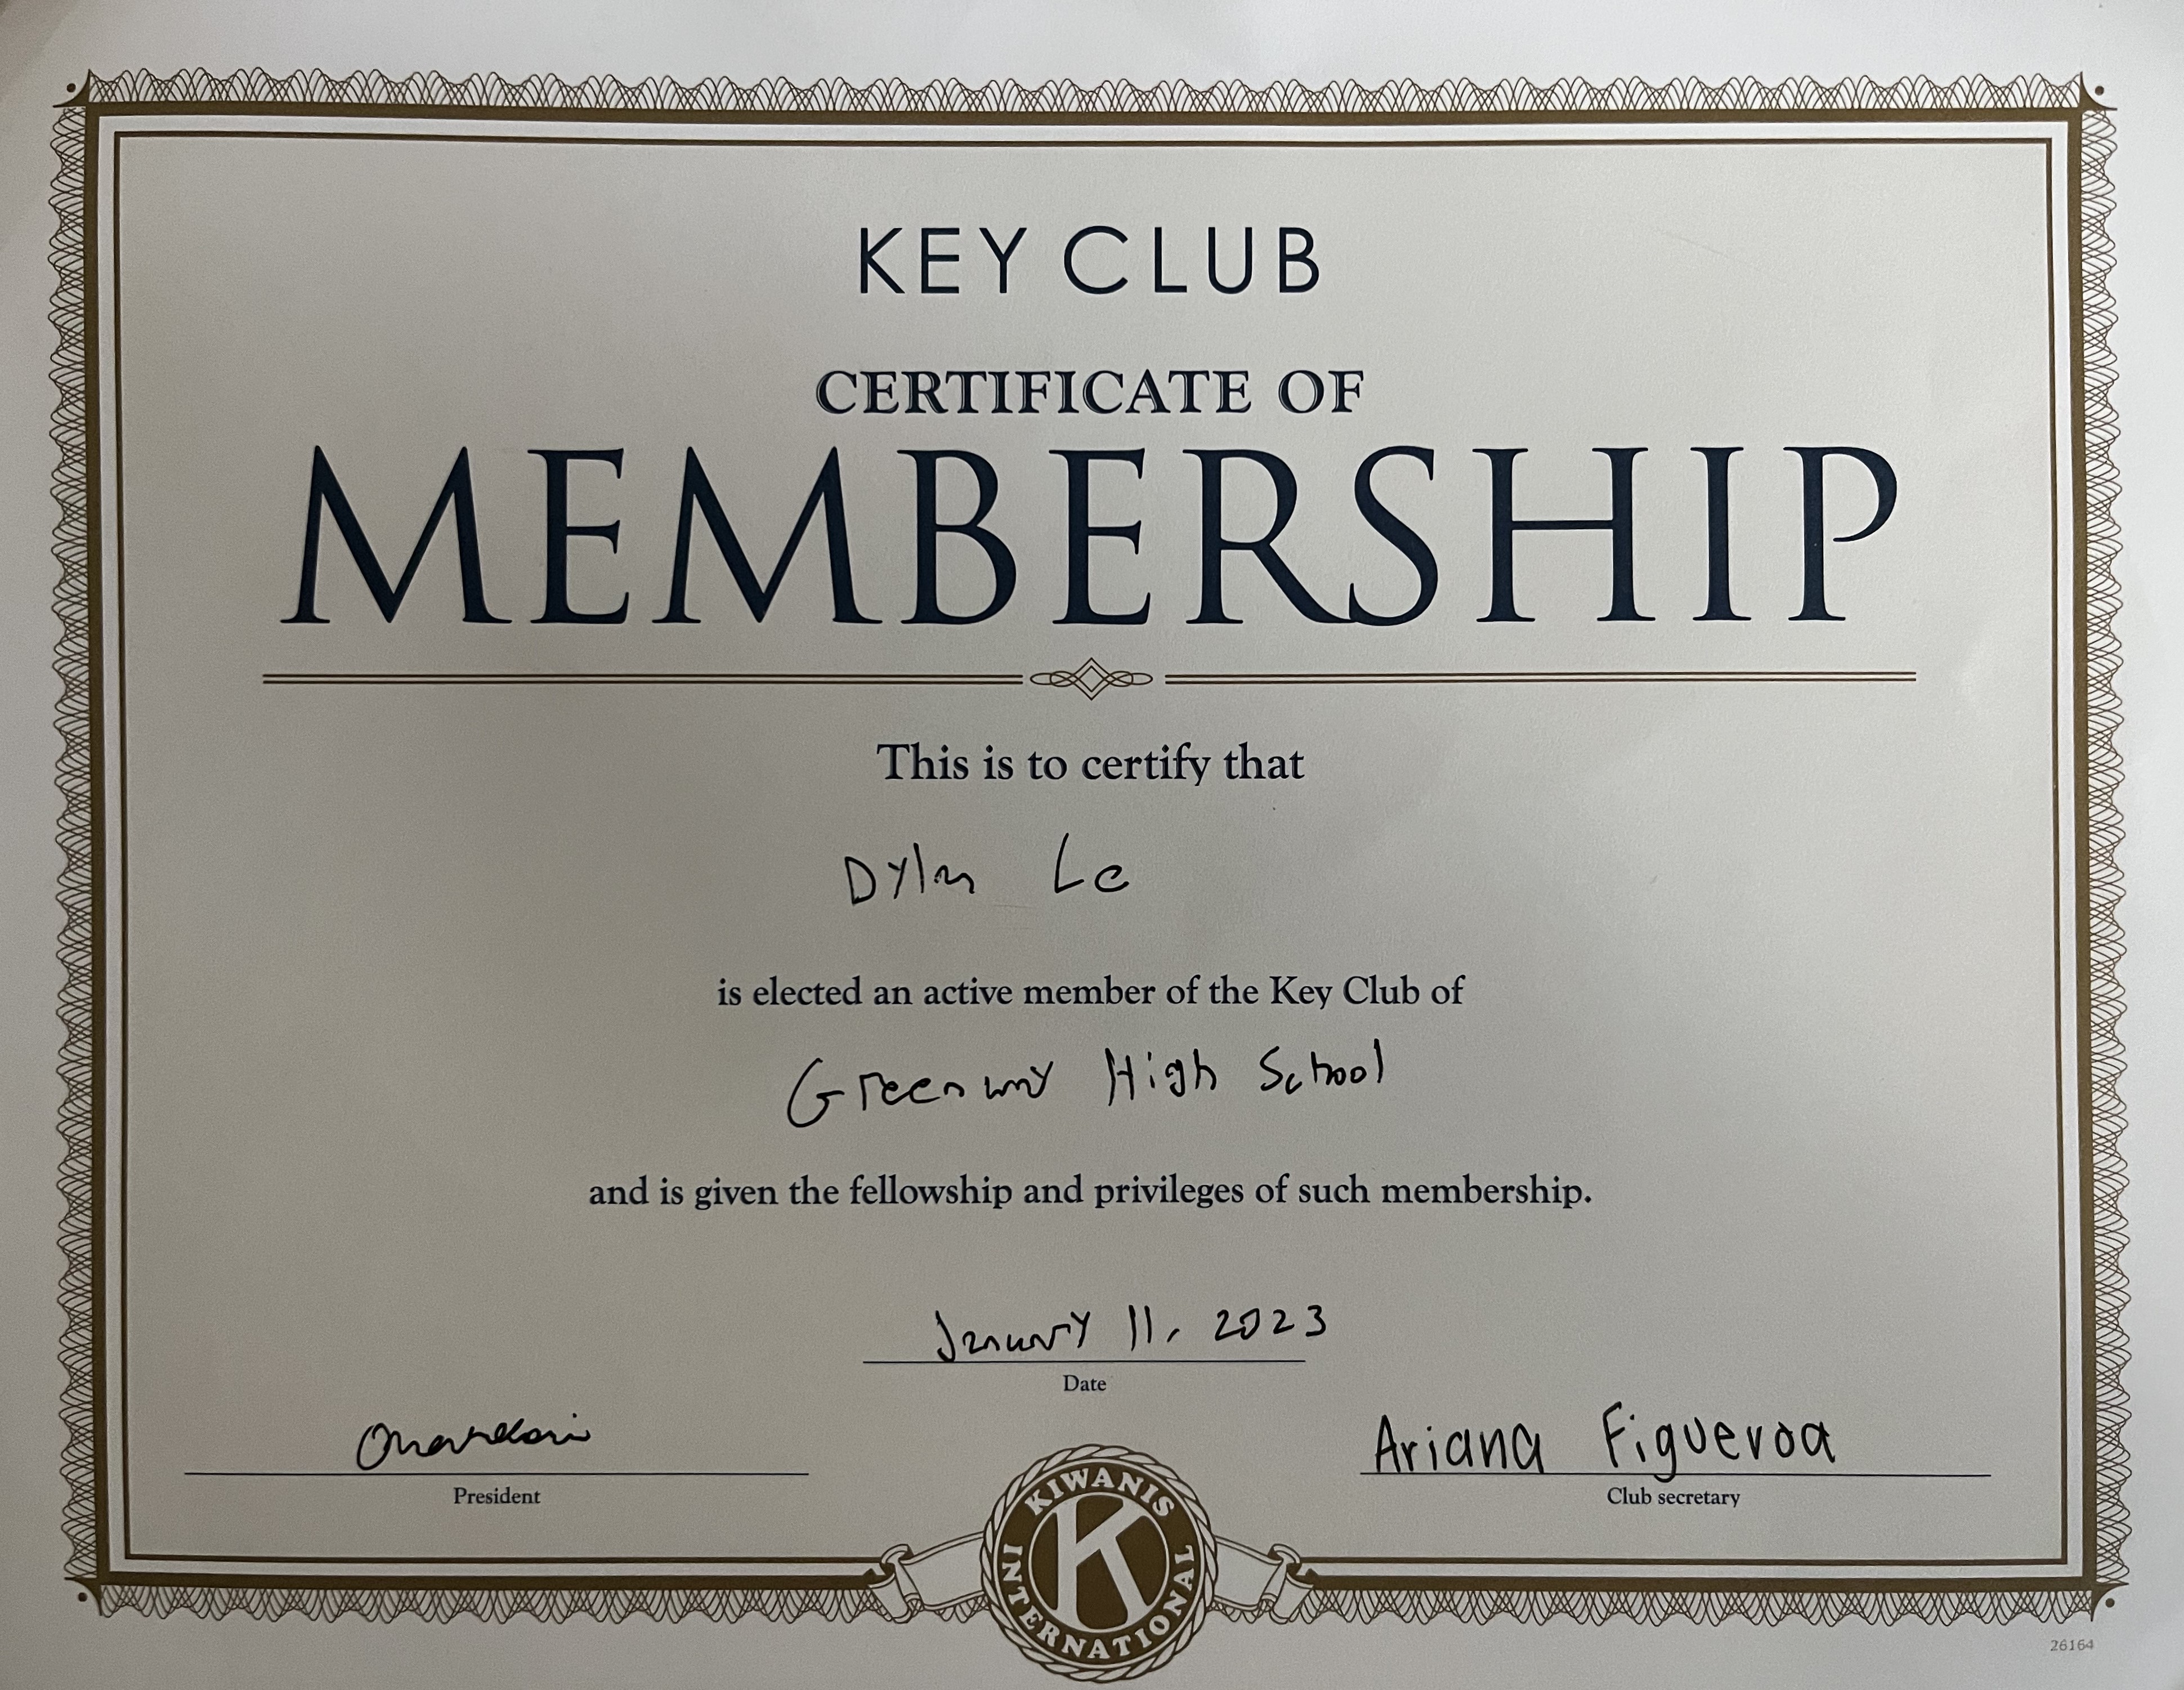 KEY CLUB
CERTIFICATE OF
MEMBERSHIP
This is to certify that
Dylan Le
is elected an active member of the Key Club of
Greenway High School
and is given the fellowship and privileges of such membership.
January 11, 2023
Date
President
Ariana Figueroa
Club secretary
KIWANIS
K
INTERNATIONAL
26164